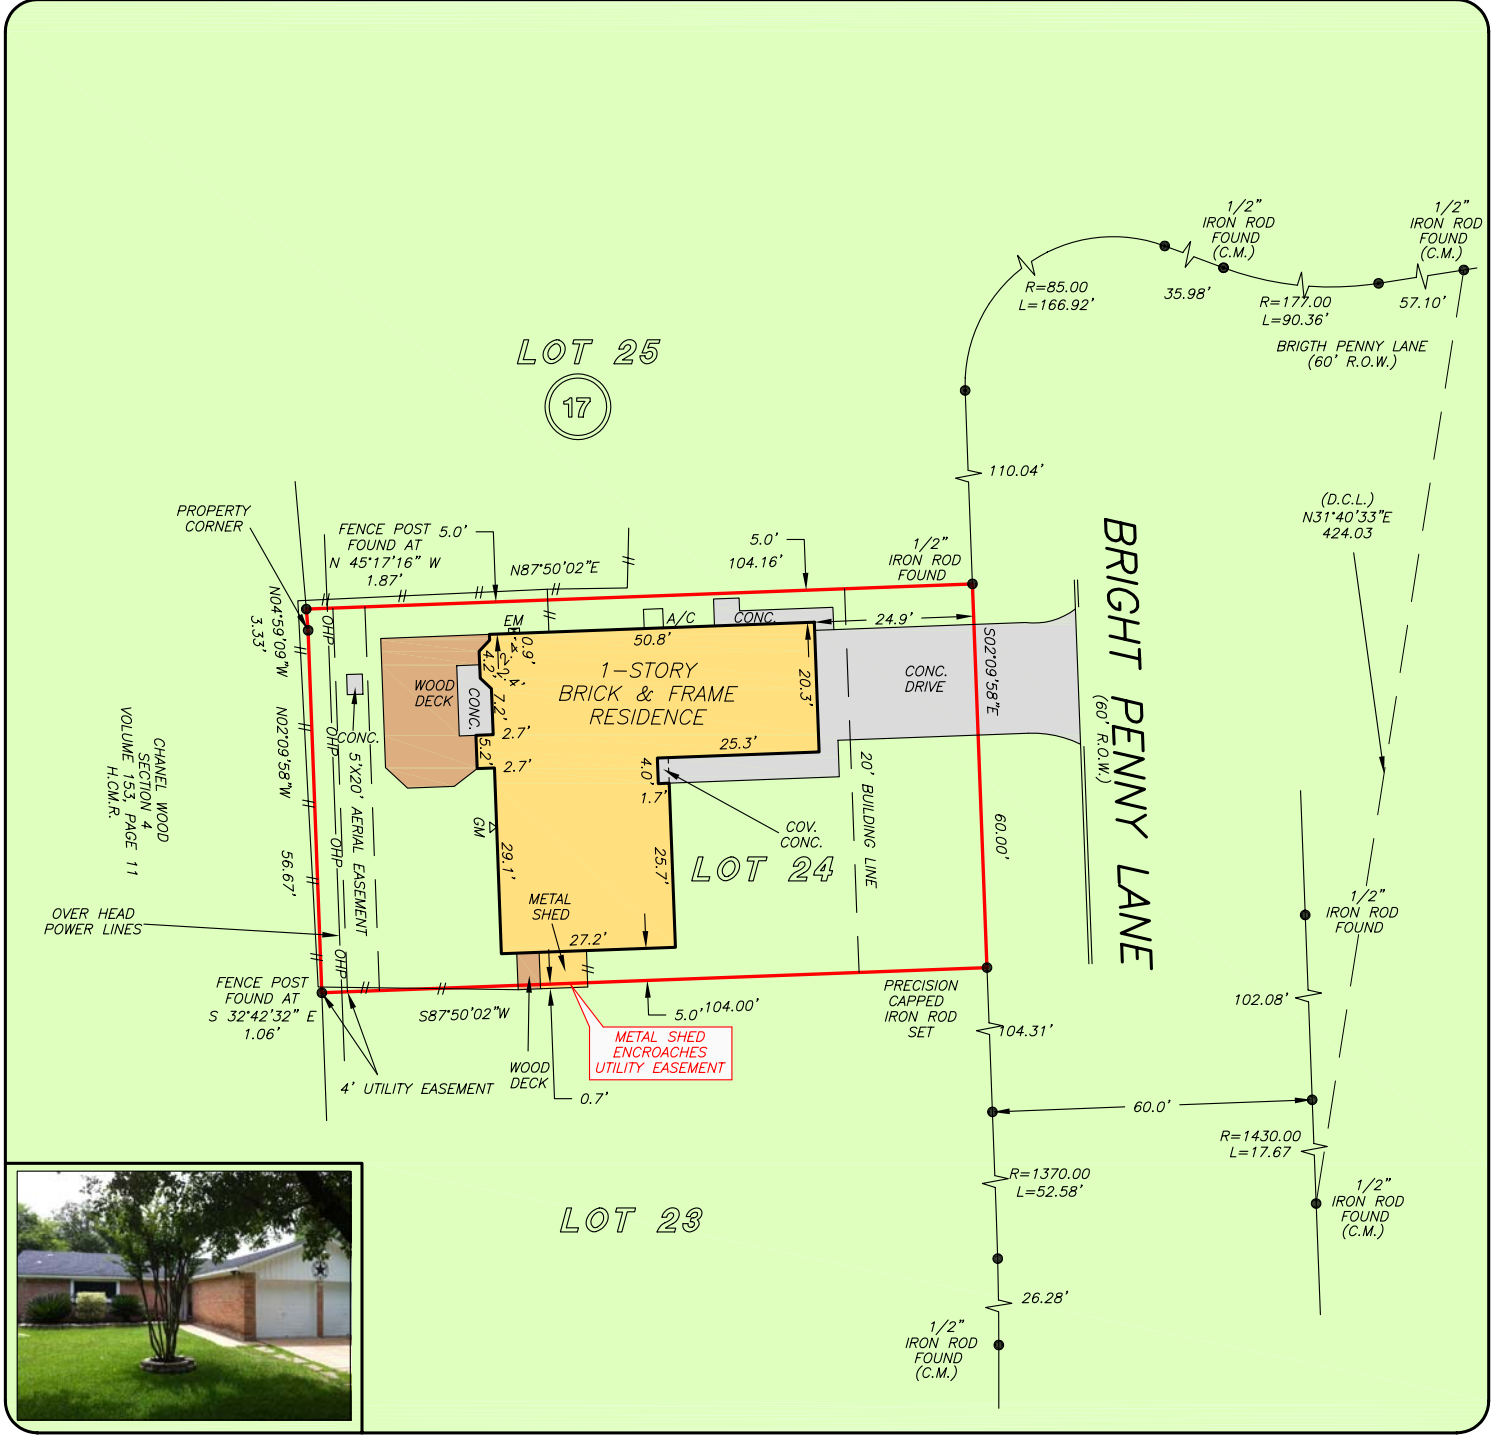 1/2"
IRON ROD
FOUND
(C.M.)
1/2"
IRON ROD
FOUND
(C.M.)
R=85.00
L=166.92'
35.98'
R=177.00
L=90.36'
57.10'
BRIGTH PENNY LANE
(60' R.O.W.)
LOT 25
17
110.04'
(D.C.L.)
N31°40'33"E
424.03
PROPERTY
CORNER
FENCE POST
FOUND AT
N 45°17'16" W
1.87'
5.0'
N87°50'02"E
5.0'
104.16'
1/2"
IRON ROD
FOUND
BRIGHT PENNY LANE
(60' R.O.W.)
N04°59'09"W
3.33'
OHP
EM
0.9'
A/C
CONC.
50.8'
24.9'
S02°09'58"E
1-STORY
BRICK & FRAME
RESIDENCE
20.3'
CONC.
DRIVE
WOOD
DECK
CONC.
4.2'
7.2'
2.7'
5.2'
2.7'
25.3'
4.0'
1.7'
CONC.
OHP
N02°09'58"W
56.67'
5'X20' AERIAL EASEMENT
20' BUILDING LINE
CHANEL WOOD
SECTION 4
VOLUME 153, PAGE 11
H.C.M.R.
GM
29.1'
25.7'
COV.
CONC.
60.00'
LOT 24
OHP
METAL
SHED
27.2'
OVER HEAD
POWER LINES
OHP
1/2"
IRON ROD
FOUND
FENCE POST
FOUND AT
S 32°42'32" E
1.06'
S87°50'02"W
5.0'
104.00'
PRECISION
CAPPED
IRON ROD
SET
104.31'
102.08'
METAL SHED
ENCROACHES
UTILITY EASEMENT
WOOD
DECK
4' UTILITY EASEMENT
0.7'
60.0'
R=1430.00
L=17.67
R=1370.00
L=52.58'
1/2"
IRON ROD
FOUND
(C.M.)
LOT 23
26.28'
1/2"
IRON ROD
FOUND
(C.M.)